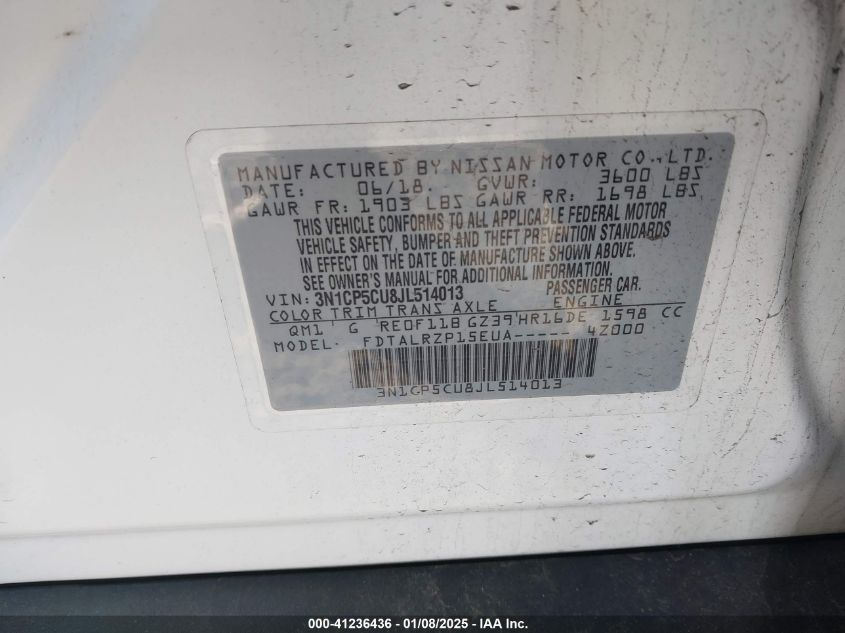 MANUFACTURED BY NISSAN MOTOR CO.,LTD.
DATE: 06/18. GVWR: 3600 LBS
GAWR FR: 1903 LBS GAWR RR: 1698 LBS
THIS VEHICLE CONFORMS TO ALL APPLICABLE FEDERAL MOTOR
VEHICLE SAFETY, BUMPER AND THEFT PREVENTION STANDARDS
IN EFFECT ON THE DATE OF MANUFACTURE SHOWN ABOVE.
SEE OWNER'S MANUAL FOR ADDITIONAL INFORMATION.
VIN: 3N1CP5CU8JL514013 PASSENGER CAR.
COLOR TRIM TRANS AXLE ENGINE
QM1 G RE0F11B GZ39 HR16DE 1598 CC
MODEL: FDTALRZP15EUA----- 4Z000
3N1CP5CU8JL514013
000-41236436 | 01/08/2025 - IAA Inc.